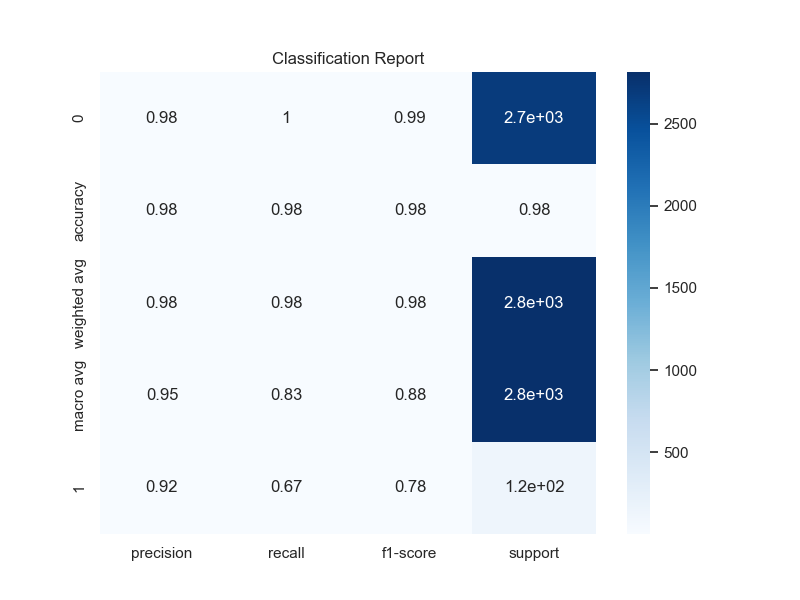 Classification Report
0 0.98 1 0.99 2.7e+03
accuracy 0.98 0.98 0.98 0.98
weighted avg 0.98 0.98 0.98 2.8e+03
macro avg 0.95 0.83 0.88 2.8e+03
1 0.92 0.67 0.78 1.2e+02
precision recall f1-score support
2500
2000
1500
1000
500